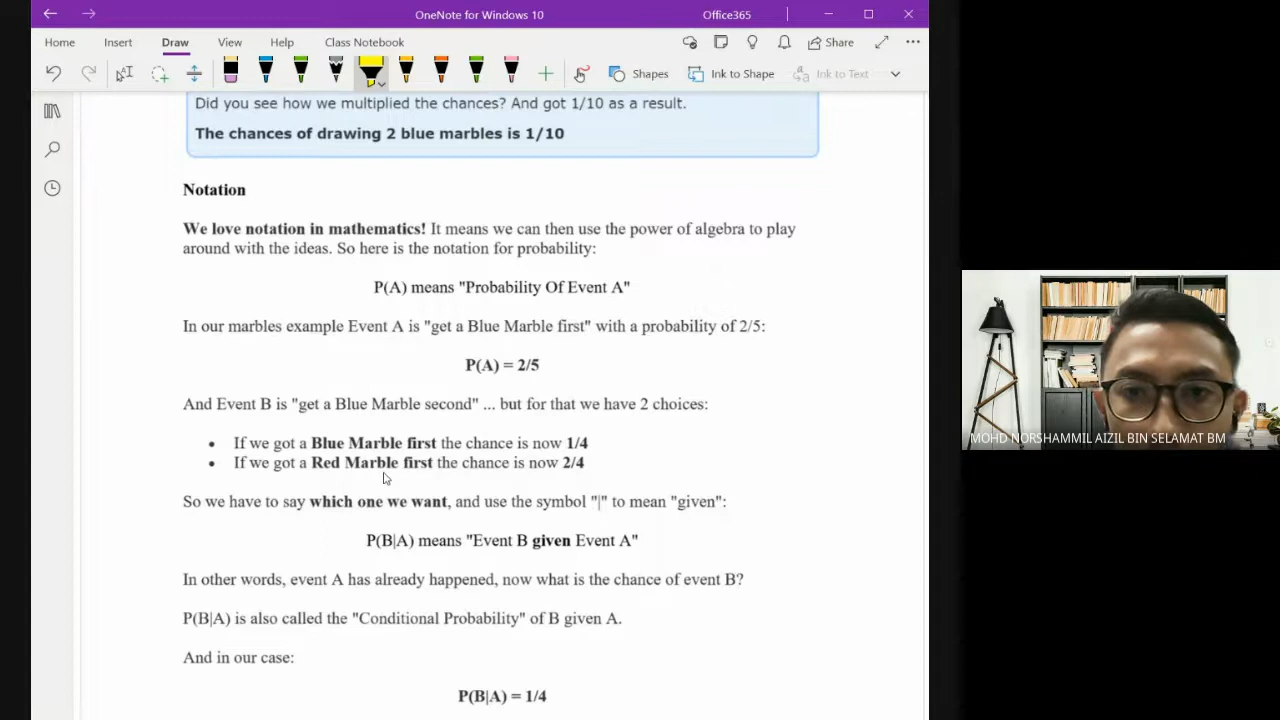 OneNote for Windows 10
Office365
Home
Insert
Draw
View
Help
Class Notebook
Share
Shapes
Ink to Shape
Ink to Text
Did you see how we multiplied the chances? And got 1/10 as a result.
The chances of drawing 2 blue marbles is 1/10
Notation
We love notation in mathematics! It means we can then use the power of algebra to play
around with the ideas. So here is the notation for probability:
P(A) means "Probability Of Event A"
In our marbles example Event A is "get a Blue Marble first" with a probability of 2/5:
P(A) = 2/5
And Event B is "get a Blue Marble second" ... but for that we have 2 choices:
• If we got a Blue Marble first the chance is now 1/4
• If we got a Red Marble first the chance is now 2/4
So we have to say which one we want, and use the symbol "|" to mean "given":
P(B|A) means "Event B given Event A"
In other words, event A has already happened, now what is the chance of event B?
P(B|A) is also called the "Conditional Probability" of B given A.
And in our case:
P(B|A) = 1/4
MOHD NORSHAMMIL AIZIL BIN SELAMAT BM